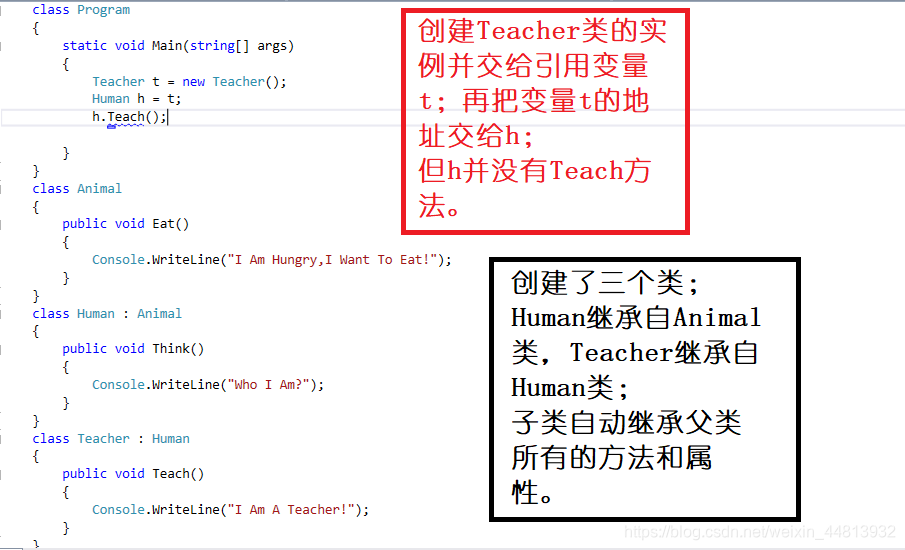 class Program
{
static void Main(string[] args)
{
Teacher t = new Teacher();
Human h = t;
h.Teach();
}
}
class Animal
{
public void Eat()
{
Console.WriteLine("I Am Hungry,I Want To Eat!");
}
}
class Human : Animal
{
public void Think()
{
Console.WriteLine("Who I Am?");
}
}
class Teacher : Human
{
public void Teach()
{
Console.WriteLine("I Am A Teacher!");
}
}
创建Teacher类的实
例并交给引用变量
t；再把变量t的地
址交给h；
但h并没有Teach方
法。
创建了三个类；
Human继承自Animal
类，Teacher继承自
Human类；
子类自动继承父类
所有的方法和属
性。
https://blog.csdn.net/weixin_44813932